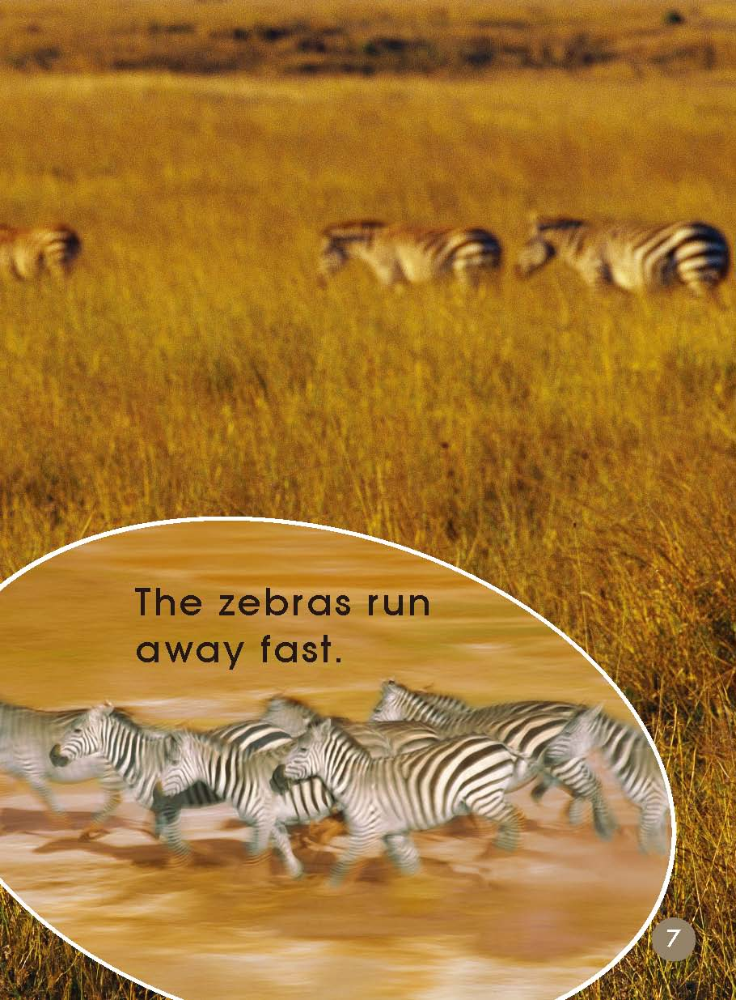 The zebras run
away fast.
7